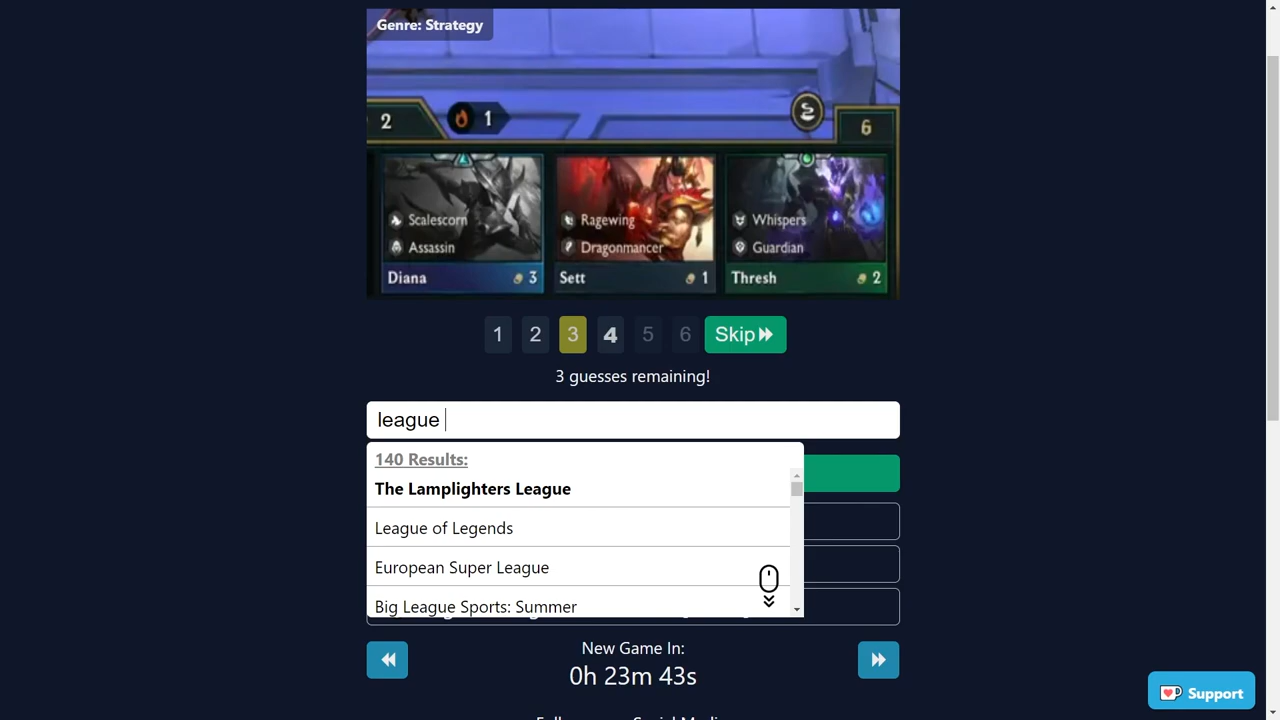 Genre: Strategy
2
1
6
Scalescorn
Assassin
Diana
3
Ragewing
Dragonmancer
Sett
1
Whispers
Guardian
Thresh
2
1 2 3 4 5 6 Skip
3 guesses remaining!
league
140 Results:
The Lamplighters League
League of Legends
European Super League
Big League Sports: Summer
New Game In:
0h 23m 43s
Support